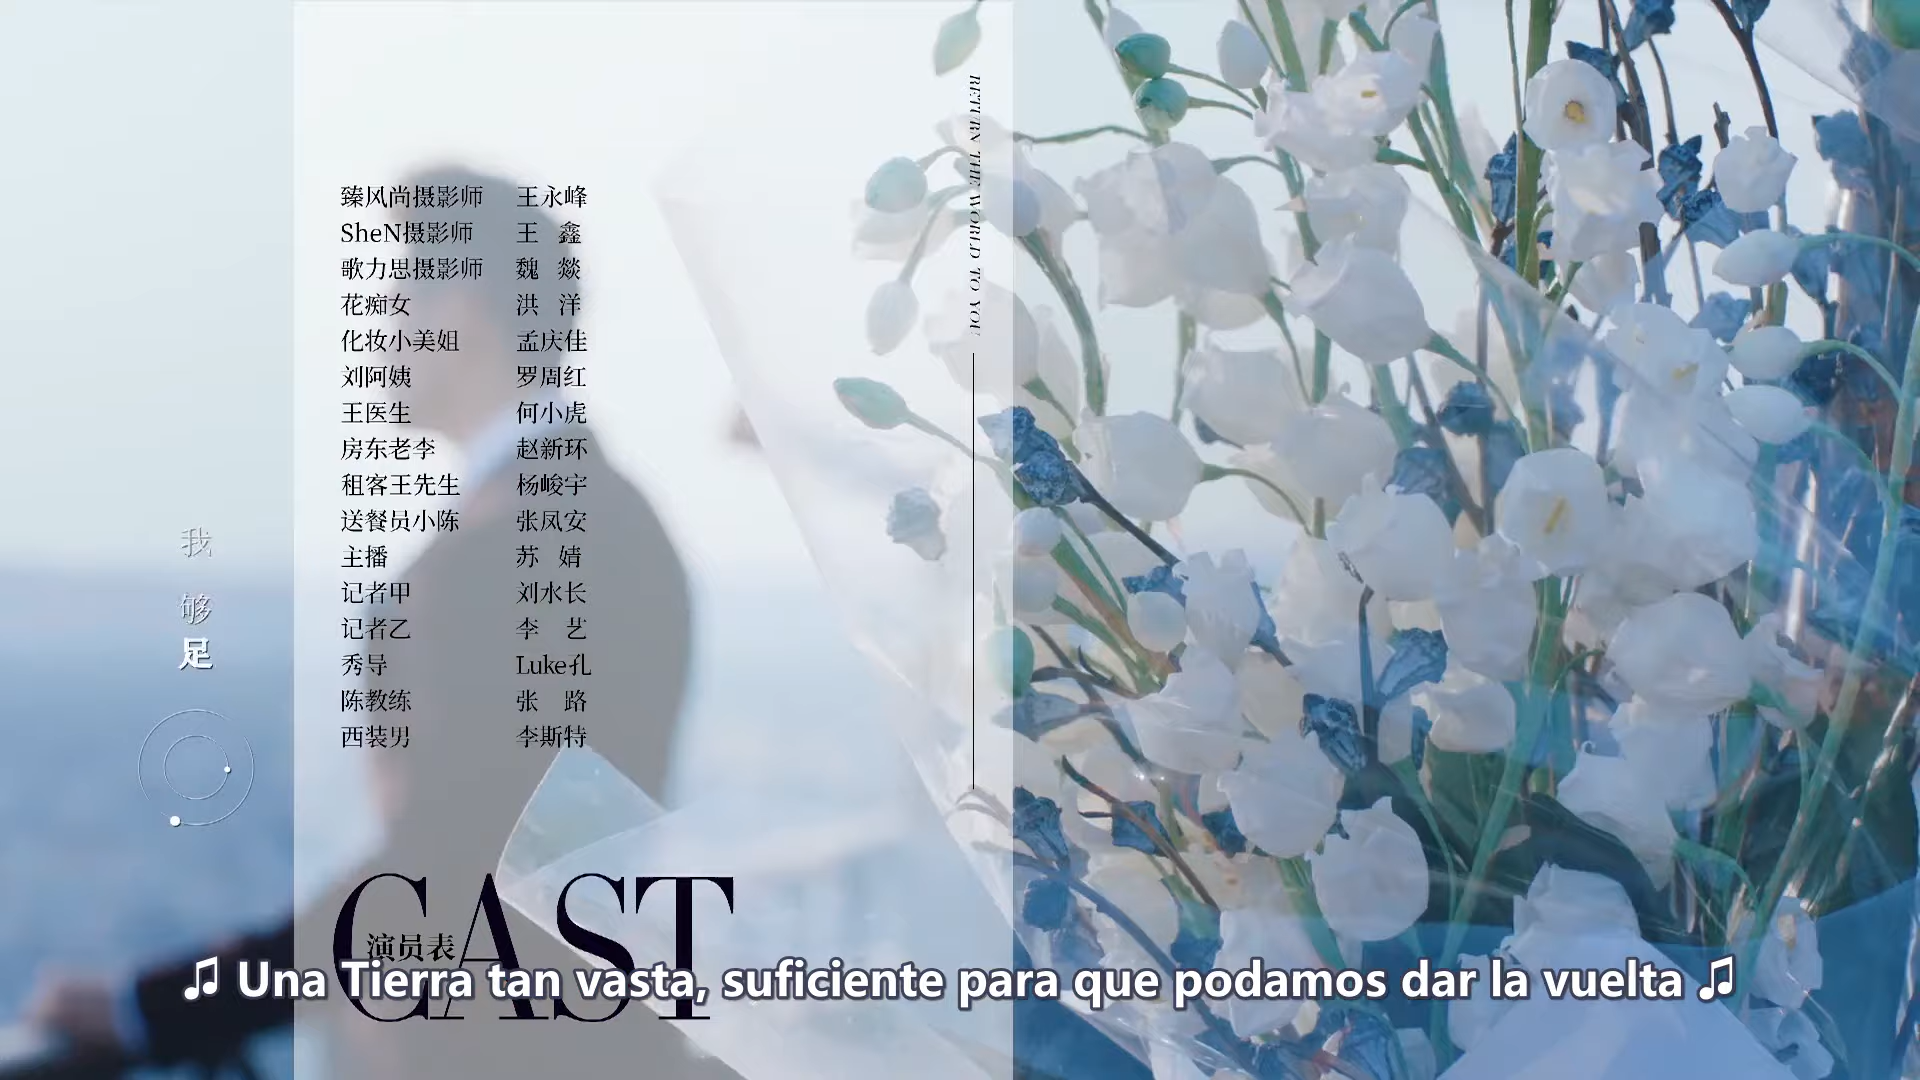 RETURN THE WORLD TO YOU
臻风尚摄影师 王永峰
SheN摄影师 王 鑫
歌力思摄影师 魏 燚
花痴女 洪 洋
化妆小美姐 孟庆佳
刘阿姨 罗周红
王医生 何小虎
房东老李 赵新环
租客王先生 杨峻宇
送餐员小陈 张凤安
主播 苏 婧
记者甲 刘水长
记者乙 李 艺
秀导 Luke孔
陈教练 张 路
西装男 李斯特
我
够
足
CAST
演员表
♫ Una Tierra tan vasta, suficiente para que podamos dar la vuelta ♫